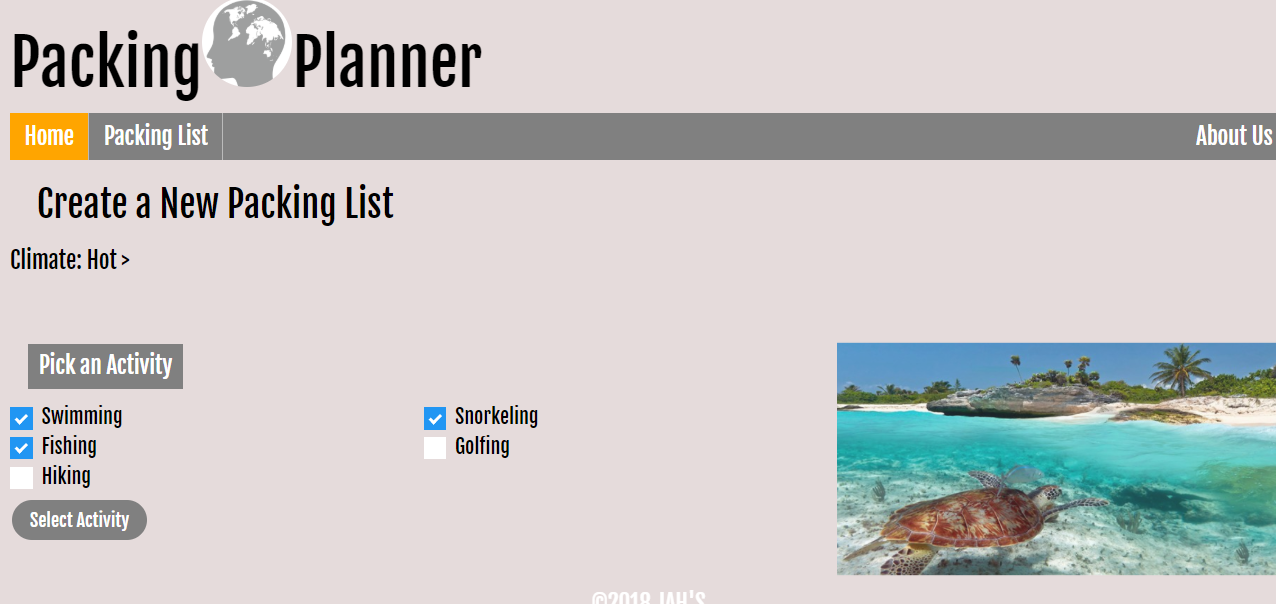 Packing Planner
Home Packing List About Us
Create a New Packing List
Climate: Hot >
Pick an Activity
Swimming Snorkeling
Fishing Golfing
Hiking
Select Activity
©2018 JAH'S